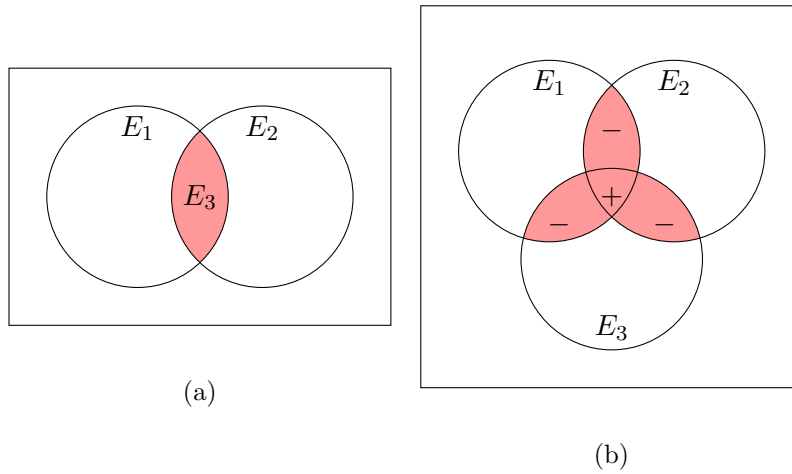 E₁ E₂
E₃
(a)
E₁ E₂
−
+
− −
E₃
(b)